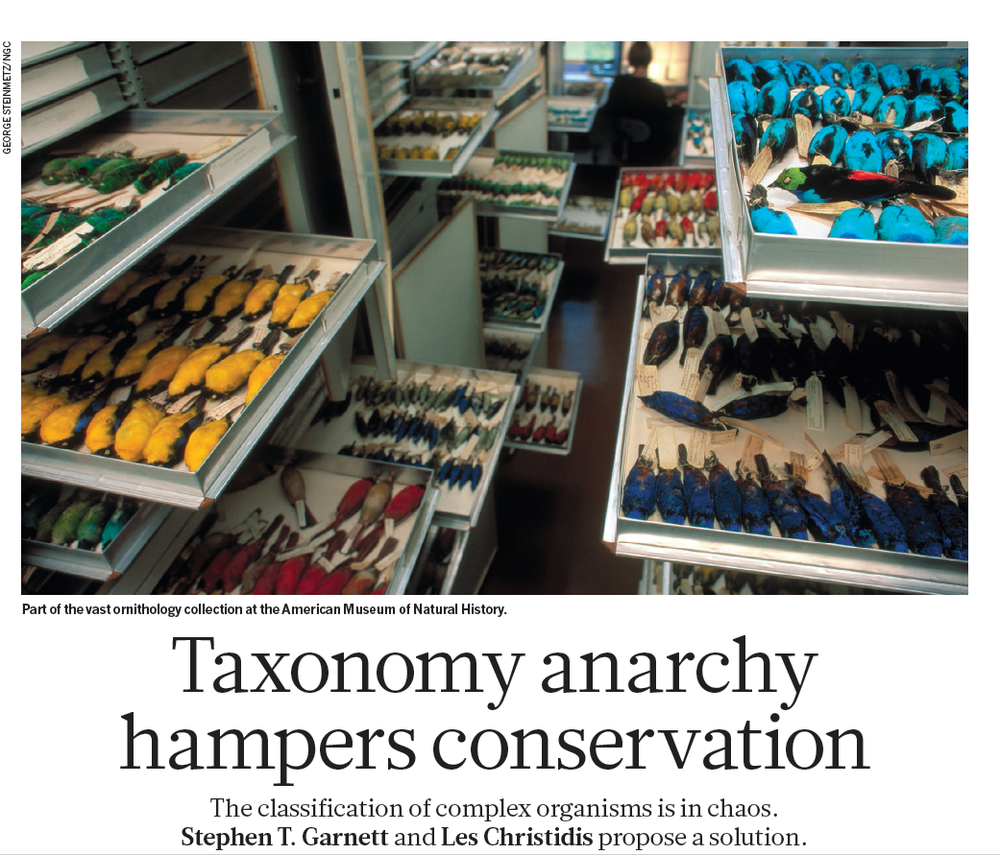 GEORGE STEINMETZ/NGC
Part of the vast ornithology collection at the American Museum of Natural History.
Taxonomy anarchy
hampers conservation
The classification of complex organisms is in chaos.
Stephen T. Garnett and Les Christidis propose a solution.